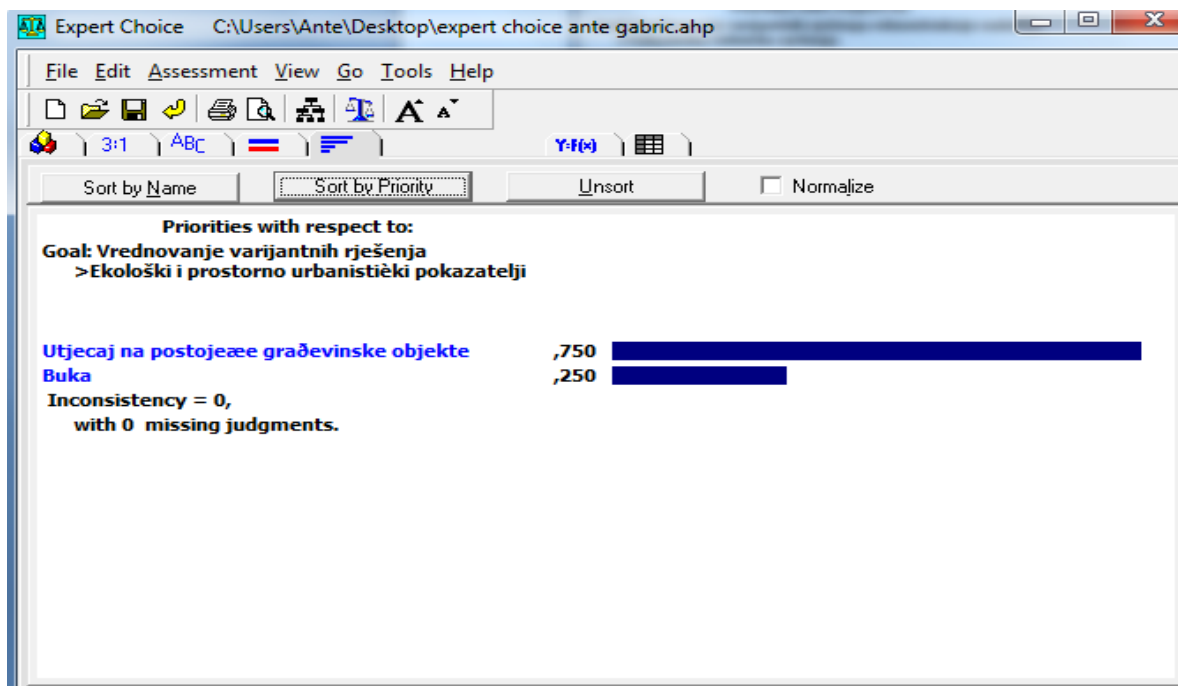 Expert Choice C:\Users\Ante\Desktop\expert choice ante gabric.ahp
File Edit Assessment View Go Tools Help
A A
3:1 ABC Y=F(x)
Sort by Name Sort by Priority Unsort Normalize
Priorities with respect to:
Goal: Vrednovanje varijantnih rješenja
>Ekološki i prostorno urbanistièki pokazatelji
Utjecaj na postojeæe graðevinske objekte ,750
Buka ,250
Inconsistency = 0,
with 0 missing judgments.